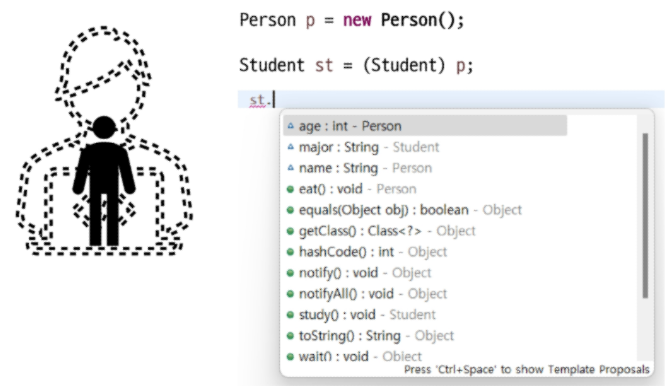 Person p = new Person();
Student st = (Student) p;
st.
age : int - Person
major : String - Student
name : String - Person
eat() : void - Person
equals(Object obj) : boolean - Object
getClass() : Class<?> - Object
hashCode() : int - Object
notify() : void - Object
notifyAll() : void - Object
study() : void - Student
toString() : String - Object
wait() : void - Object
Press 'Ctrl+Space' to show Template Proposals